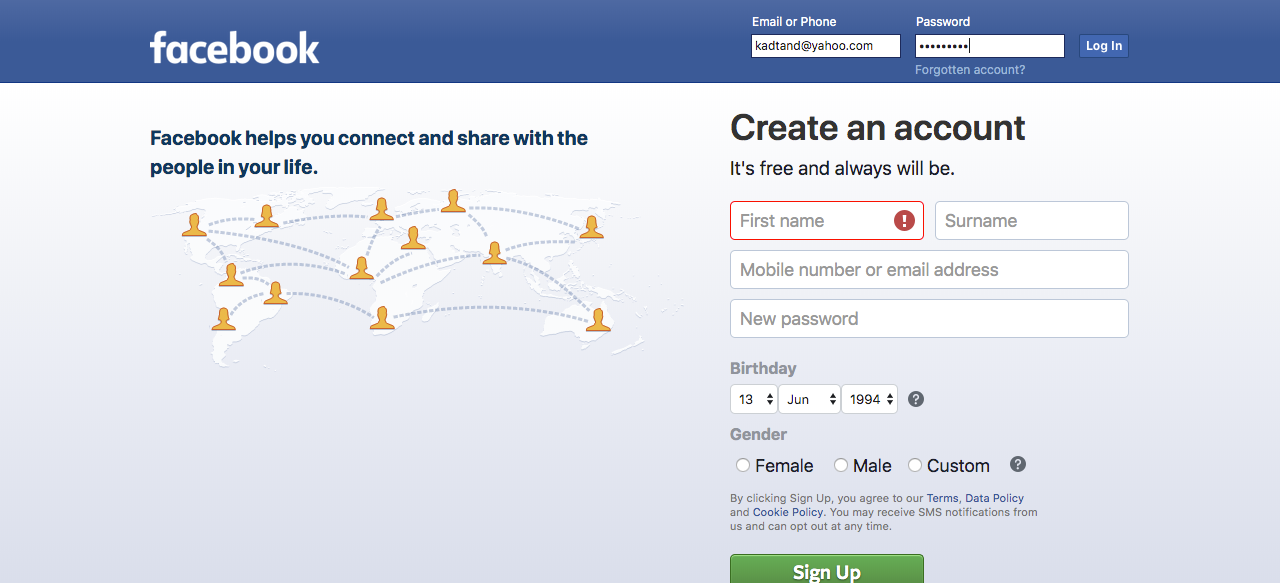 facebook
Email or Phone
Password
kadtand@yahoo.com
•••••••••
Log In
Forgotten account?
Facebook helps you connect and share with the
people in your life.
Create an account
It's free and always will be.
First name
Surname
Mobile number or email address
New password
Birthday
13 Jun 1994 ?
Gender
Female Male Custom ?
By clicking Sign Up, you agree to our Terms, Data Policy
and Cookie Policy. You may receive SMS notifications from
us and can opt out at any time.
Sign Up